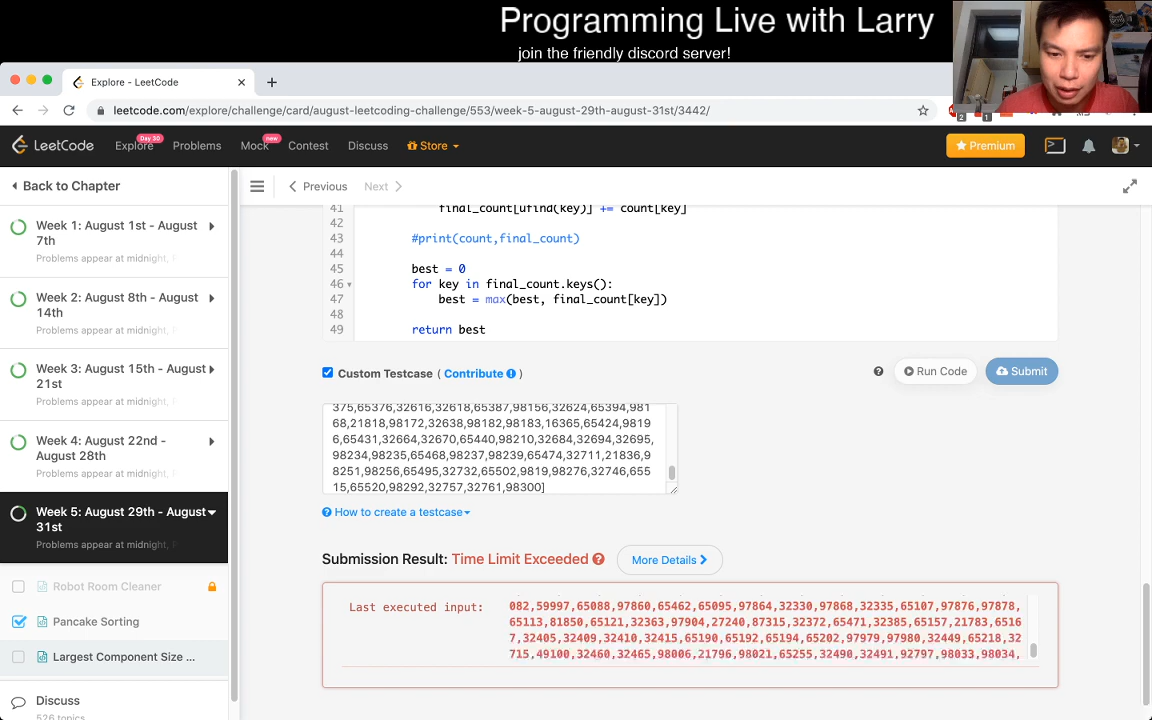 Programming Live with Larry
join the friendly discord server!
Explore - LeetCode
leetcode.com/explore/challenge/card/august-leetcoding-challenge/553/week-5-august-29th-august-31st/3442/
2
1
LeetCode
Explore
Day 30
Problems
Mock
new
Contest
Discuss
Store
Premium
Back to Chapter
Previous
Next
Week 1: August 1st - August
7th
Problems appear at midnight,
Week 2: August 8th - August
14th
Problems appear at midnight,
Week 3: August 15th - August
21st
Problems appear at midnight,
Week 4: August 22nd -
August 28th
Problems appear at midnight,
Week 5: August 29th - August
31st
Problems appear at midnight,
Robot Room Cleaner
Pancake Sorting
Largest Component Size ...
Discuss
526 topics
41 final_count[ufind(key)] += count[key]
42
43 #print(count,final_count)
44
45 best = 0
46 for key in final_count.keys():
47 best = max(best, final_count[key])
48
49 return best
Custom Testcase ( Contribute )
Run Code
Submit
375,65376,32616,32618,65387,98156,32624,65394,981
68,21818,98172,32638,98182,98183,16365,65424,9819
6,65431,32664,32670,65440,98210,32684,32694,32695,
98234,98235,65468,98237,98239,65474,32711,21836,9
98251,98256,65495,32732,65502,9819,98276,32746,655
15,65520,98292,32757,32761,98300]
How to create a testcase
Submission Result: Time Limit Exceeded
More Details
Last executed input:
082,59997,65088,97860,65462,65095,97864,32330,97868,32335,65107,97876,97878,
65113,81850,65121,32363,97904,27240,87315,32372,65471,32385,65157,21783,6516
7,32405,32409,32410,32415,65190,65192,65194,65202,97979,97980,32449,65218,32
715,49100,32460,32465,98006,21796,98021,65255,32490,32491,92797,98033,98034,